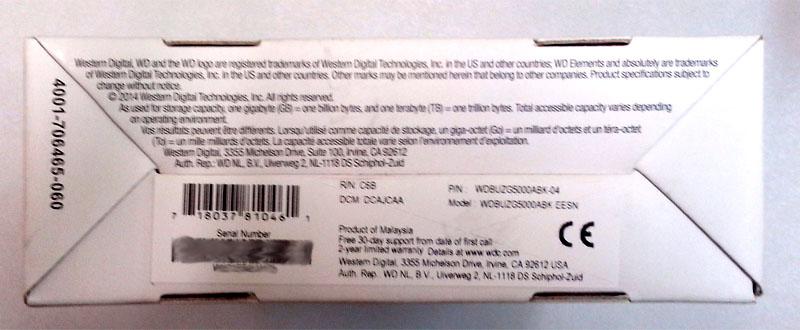 Western Digital, WD and the WD logo are registered trademarks of Western Digital Technologies, Inc. in the US and other countries; WD Elements and absolutely are trademarks
of Western Digital Technologies, Inc. in the US and other countries. Other marks may be mentioned herein that belong to other companies. Product specifications subject to
change without notice.
© 2014 Western Digital Technologies, Inc. All rights reserved.
As used for storage capacity, one gigabyte (GB) = one billion bytes, and one terabyte (TB) = one trillion bytes. Total accessible capacity varies depending
on operating environment.
Vos résultats peuvent être différents. Lorsqu'utilisé comme capacité de stockage, un giga-octet (Go) = un milliard d'octets et un téra-octet
(To) = un mille milliards d'octets. La capacité accessible totale varie selon l'environnement d'exploitation.
Western Digital, 3355 Michelson Drive, Suite 100, Irvine, CA 92612
Auth. Rep.: WD NL, B.V., Uiverweg 2, NL-1118 DS Schiphol-Zuid
4001-706465-060
7 18037 81046 1
Serial Number
R/N: C6B
DCM: DCAJCAA
P/N: WDBUZG5000ABK-04
Model: WDBUZG5000ABK EESN
Product of Malaysia
Free 30-day support from date of first call
2-year limited warranty Details at www.wdc.com
Western Digital, 3355 Michelson Drive, Irvine, CA 92612 USA
Auth. Rep. WD NL, B.V., Uiverweg 2, NL-1118 DS Schiphol-Zuid
CE